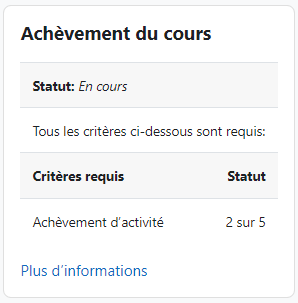 Achèvement du cours
Statut: En cours
Tous les critères ci-dessous sont requis:
Critères requis Statut
Achèvement d’activité 2 sur 5
Plus d’informations